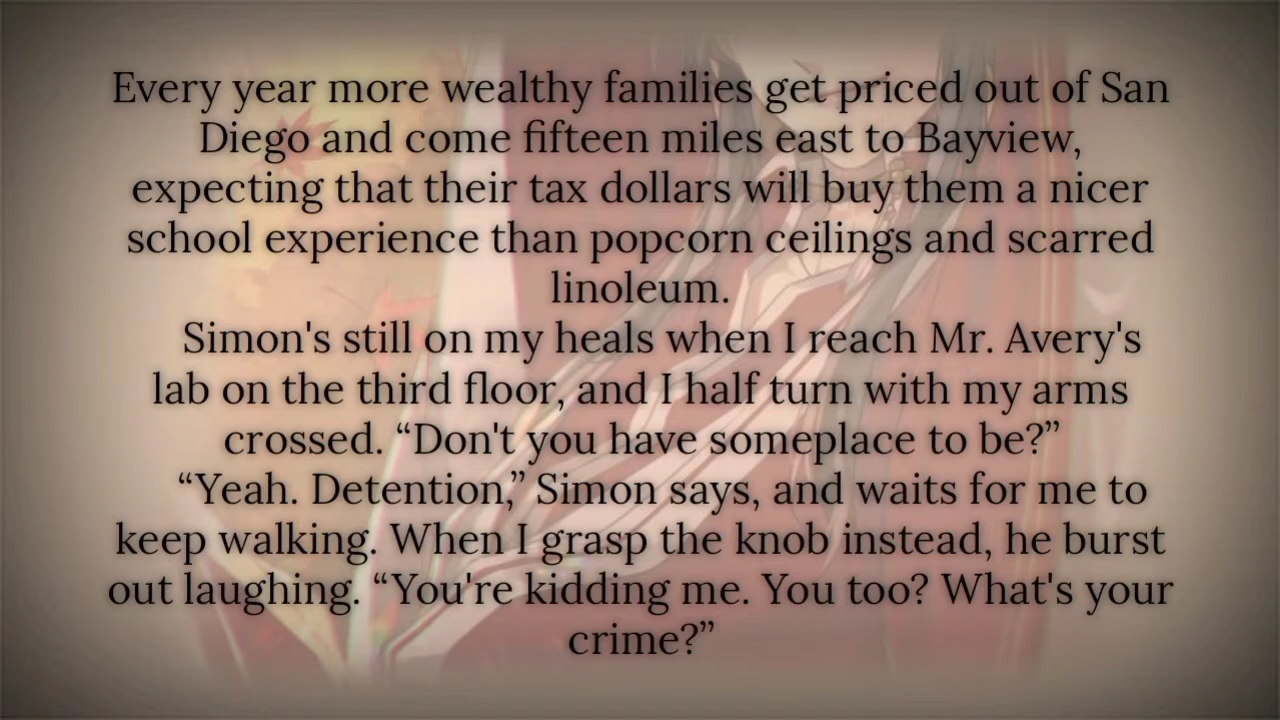 Every year more wealthy families get priced out of San
Diego and come fifteen miles east to Bayview,
expecting that their tax dollars will buy them a nicer
school experience than popcorn ceilings and scarred
linoleum.
Simon's still on my heals when I reach Mr. Avery's
lab on the third floor, and I half turn with my arms
crossed. “Don't you have someplace to be?”
“Yeah. Detention,” Simon says, and waits for me to
keep walking. When I grasp the knob instead, he burst
out laughing. “You're kidding me. You too? What's your
crime?”